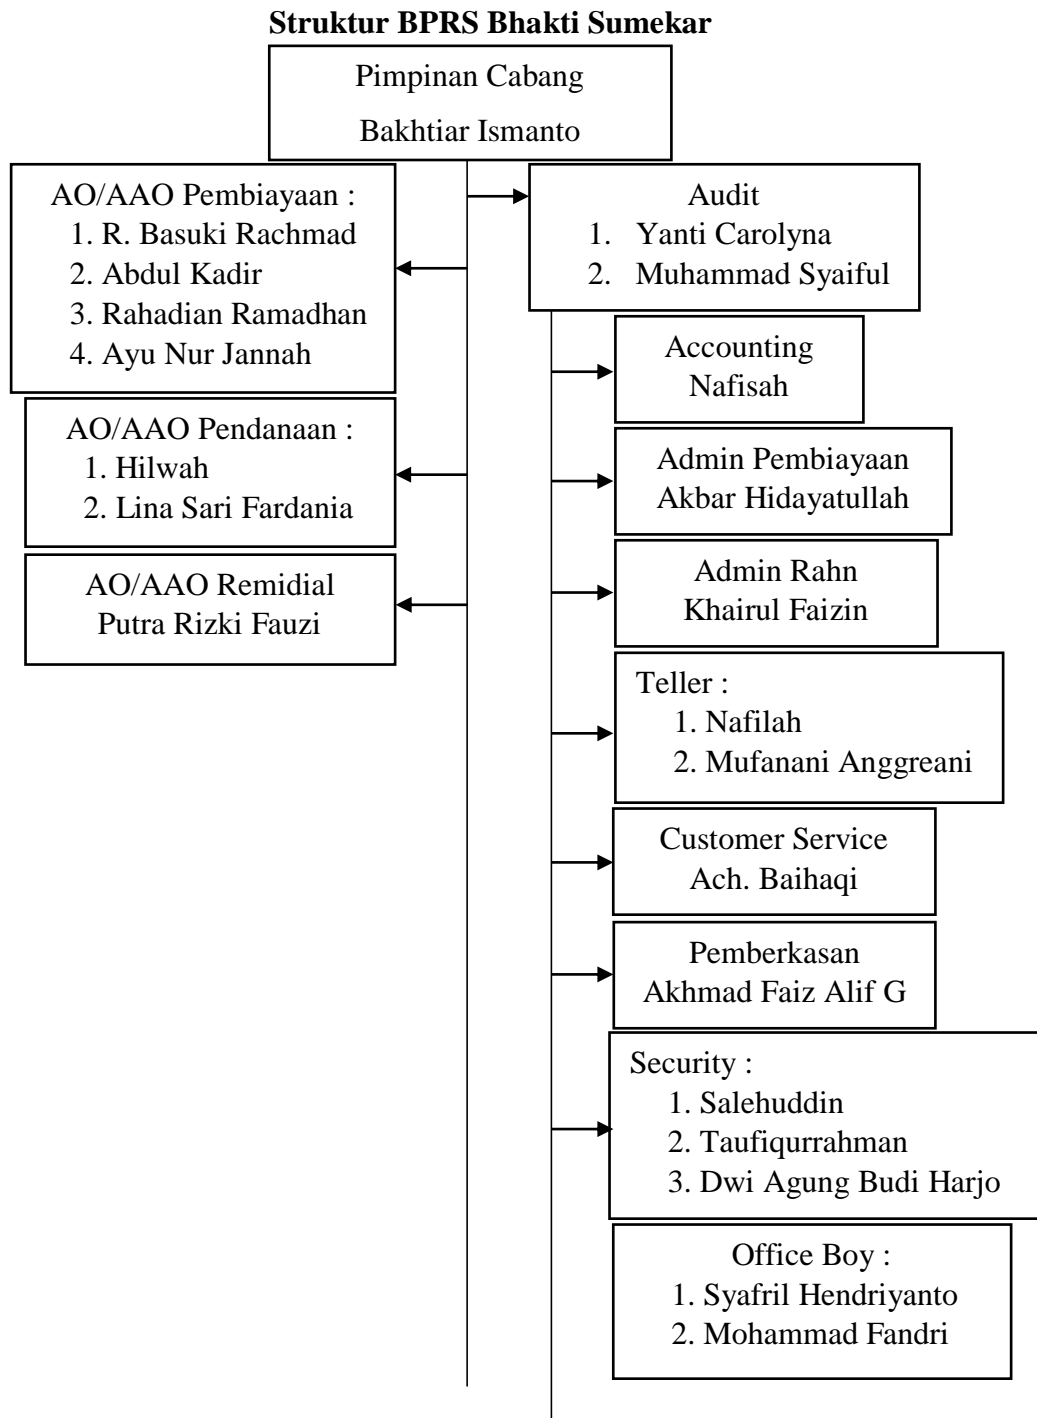 Struktur BPRS Bhakti Sumekar
Pimpinan Cabang
Bakhtiar Ismanto
AO/AAO Pembiayaan :
1. R. Basuki Rachmad
2. Abdul Kadir
3. Rahadian Ramadhan
4. Ayu Nur Jannah
AO/AAO Pendanaan :
1. Hilwah
2. Lina Sari Fardania
AO/AAO Remidial
Putra Rizki Fauzi
Audit
1. Yanti Carolyna
2. Muhammad Syaiful
Accounting
Nafisah
Admin Pembiayaan
Akbar Hidayatullah
Admin Rahn
Khairul Faizin
Teller :
1. Nafilah
2. Mufanani Anggreani
Customer Service
Ach. Baihaqi
Pemberkasan
Akhmad Faiz Alif G
Security :
1. Salehuddin
2. Taufiqurrahman
3. Dwi Agung Budi Harjo
Office Boy :
1. Syafril Hendriyanto
2. Mohammad Fandri